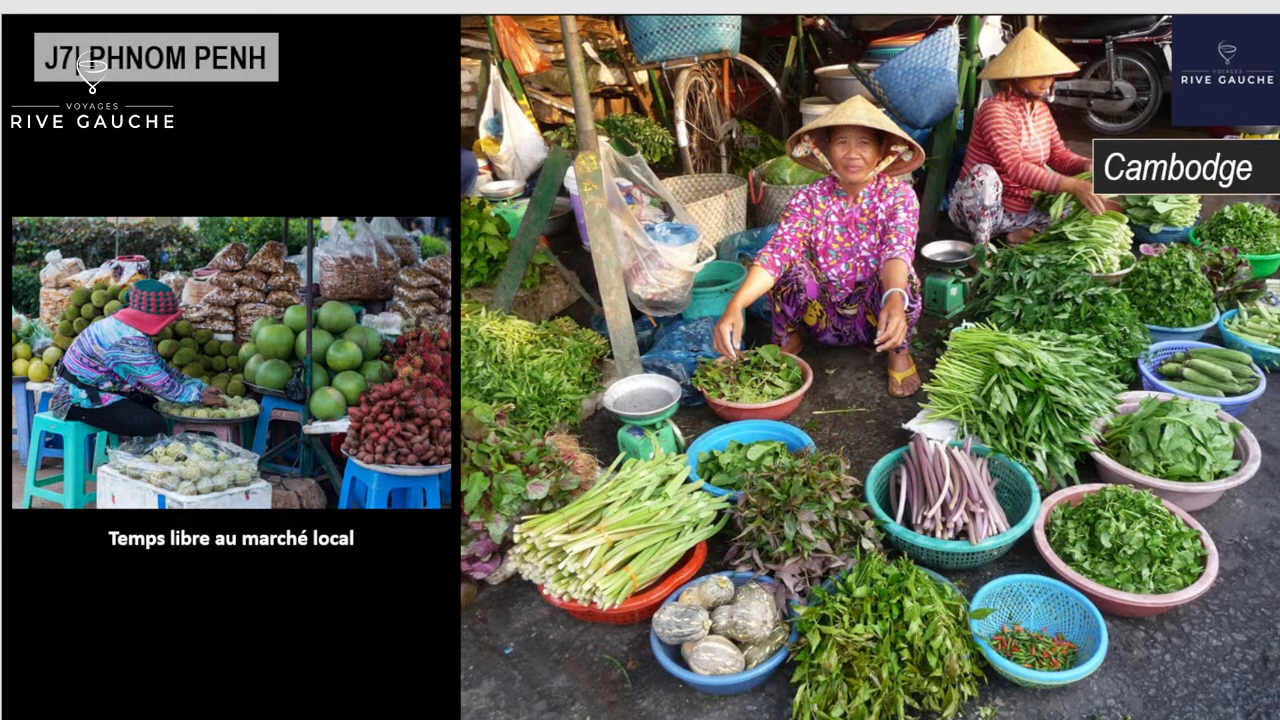 J7| PHNOM PENH
VOYAGES
RIVE GAUCHE
VOYAGES
RIVE GAUCHE
Cambodge
Temps libre au marché local